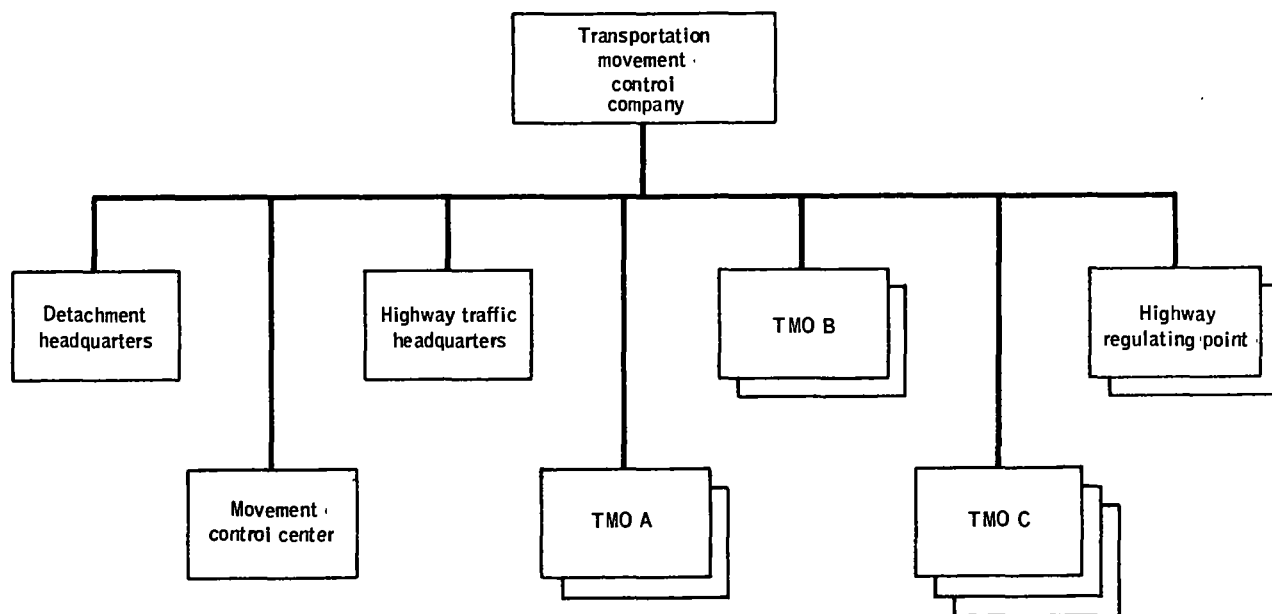 Transportation
movement
control
company
Detachment
headquarters
Highway traffic
headquarters
TMO B
Highway
regulating point
Movement
control center
TMO A
TMO C